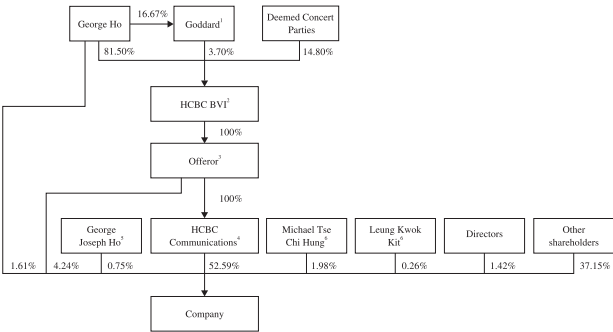 George Ho
16.67%
Goddard¹
Deemed Concert
Parties
81.50%
3.70%
14.80%
HCBC BVI²
100%
Offeror³
100%
George
Joseph Ho⁵
HCBC
Communications⁴
Michael Tse
Chi Hung⁶
Leung Kwok
Kit⁶
Directors
Other
shareholders
1.61%
4.24%
0.75%
52.59%
1.98%
0.26%
1.42%
37.15%
Company